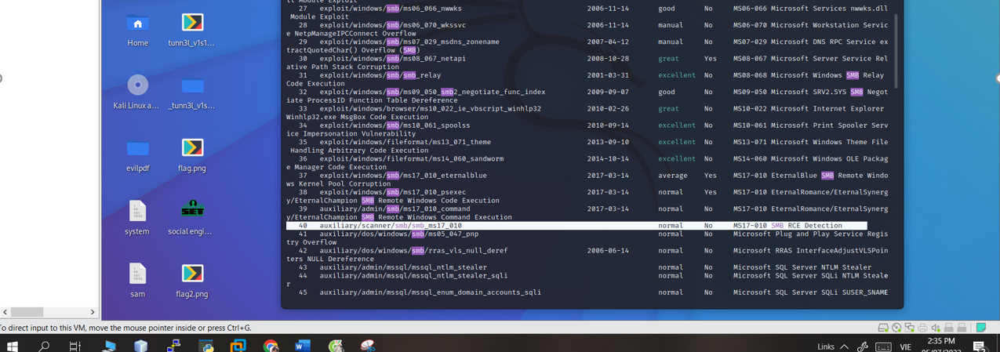 Home
tunn3l_v1s1...
Kali Linux a...
_tunn3l_v1s...
evilpdf
flag.png
system
social engi...
sam
flag2.png
ll Module Exploit
27 exploit/windows/smb/ms06_066_nwwks 2006-11-14 good No MS06-066 Microsoft Services nwwks.dll
Module Exploit
28 exploit/windows/smb/ms06_070_wkssvc 2006-11-14 manual No MS06-070 Microsoft Workstation Servic
e NetpManageIPCConnect Overflow
29 exploit/windows/smb/ms07_029_msdns_zonename 2007-04-12 manual No MS07-029 Microsoft DNS RPC Service ex
tractQuotedChar() Overflow (SMB)
30 exploit/windows/smb/ms08_067_netapi 2008-10-28 great Yes MS08-067 Microsoft Server Service Rel
ative Path Stack Corruption
31 exploit/windows/smb/smb_relay 2001-03-31 excellent No MS08-068 Microsoft Windows SMB Relay
Code Execution
32 exploit/windows/smb/ms09_050_smb2_negotiate_func_index 2009-09-07 good No MS09-050 Microsoft SRV2.SYS SMB Negot
iate ProcessID Function Table Dereference
33 exploit/windows/browser/ms10_022_ie_vbscript_winhlp32 2010-02-26 great No MS10-022 Microsoft Internet Explorer
Winhlp32.exe MsgBox Code Execution
34 exploit/windows/smb/ms10_061_spoolss 2010-09-14 excellent No MS10-061 Microsoft Print Spooler Serv
ice Impersonation Vulnerability
35 exploit/windows/fileformat/ms13_071_theme 2013-09-10 excellent No MS13-071 Microsoft Windows Theme File
Handling Arbitrary Code Execution
36 exploit/windows/fileformat/ms14_060_sandworm 2014-10-14 excellent No MS14-060 Microsoft Windows OLE Packag
e Manager Code Execution
37 exploit/windows/smb/ms17_010_eternalblue 2017-03-14 average Yes MS17-010 EternalBlue SMB Remote Windo
ws Kernel Pool Corruption
38 exploit/windows/smb/ms17_010_psexec 2017-03-14 normal Yes MS17-010 EternalRomance/EternalSynerg
y/EternalChampion SMB Remote Windows Code Execution
39 auxiliary/admin/smb/ms17_010_command 2017-03-14 normal No MS17-010 EternalRomance/EternalSynerg
y/EternalChampion SMB Remote Windows Command Execution
40 auxiliary/scanner/smb/smb_ms17_010 normal No MS17-010 SMB RCE Detection
41 auxiliary/dos/windows/smb/ms05_047_pnp normal No Microsoft Plug and Play Service Regis
try Overflow
42 auxiliary/dos/windows/smb/rras_vls_null_deref 2006-06-14 normal No Microsoft RRAS InterfaceAdjustVLSPoin
ters NULL Dereference
43 auxiliary/admin/mssql/mssql_ntlm_stealer normal No Microsoft SQL Server NTLM Stealer
44 auxiliary/admin/mssql/mssql_ntlm_stealer_sqli normal No Microsoft SQL Server SQLi NTLM Steale
r
45 auxiliary/admin/mssql/mssql_enum_domain_accounts_sqli normal No Microsoft SQL Server SQLi SUSER_SNAME
To direct input to this VM, move the mouse pointer inside or press Ctrl+G.
Links
VIE
2:35 PM